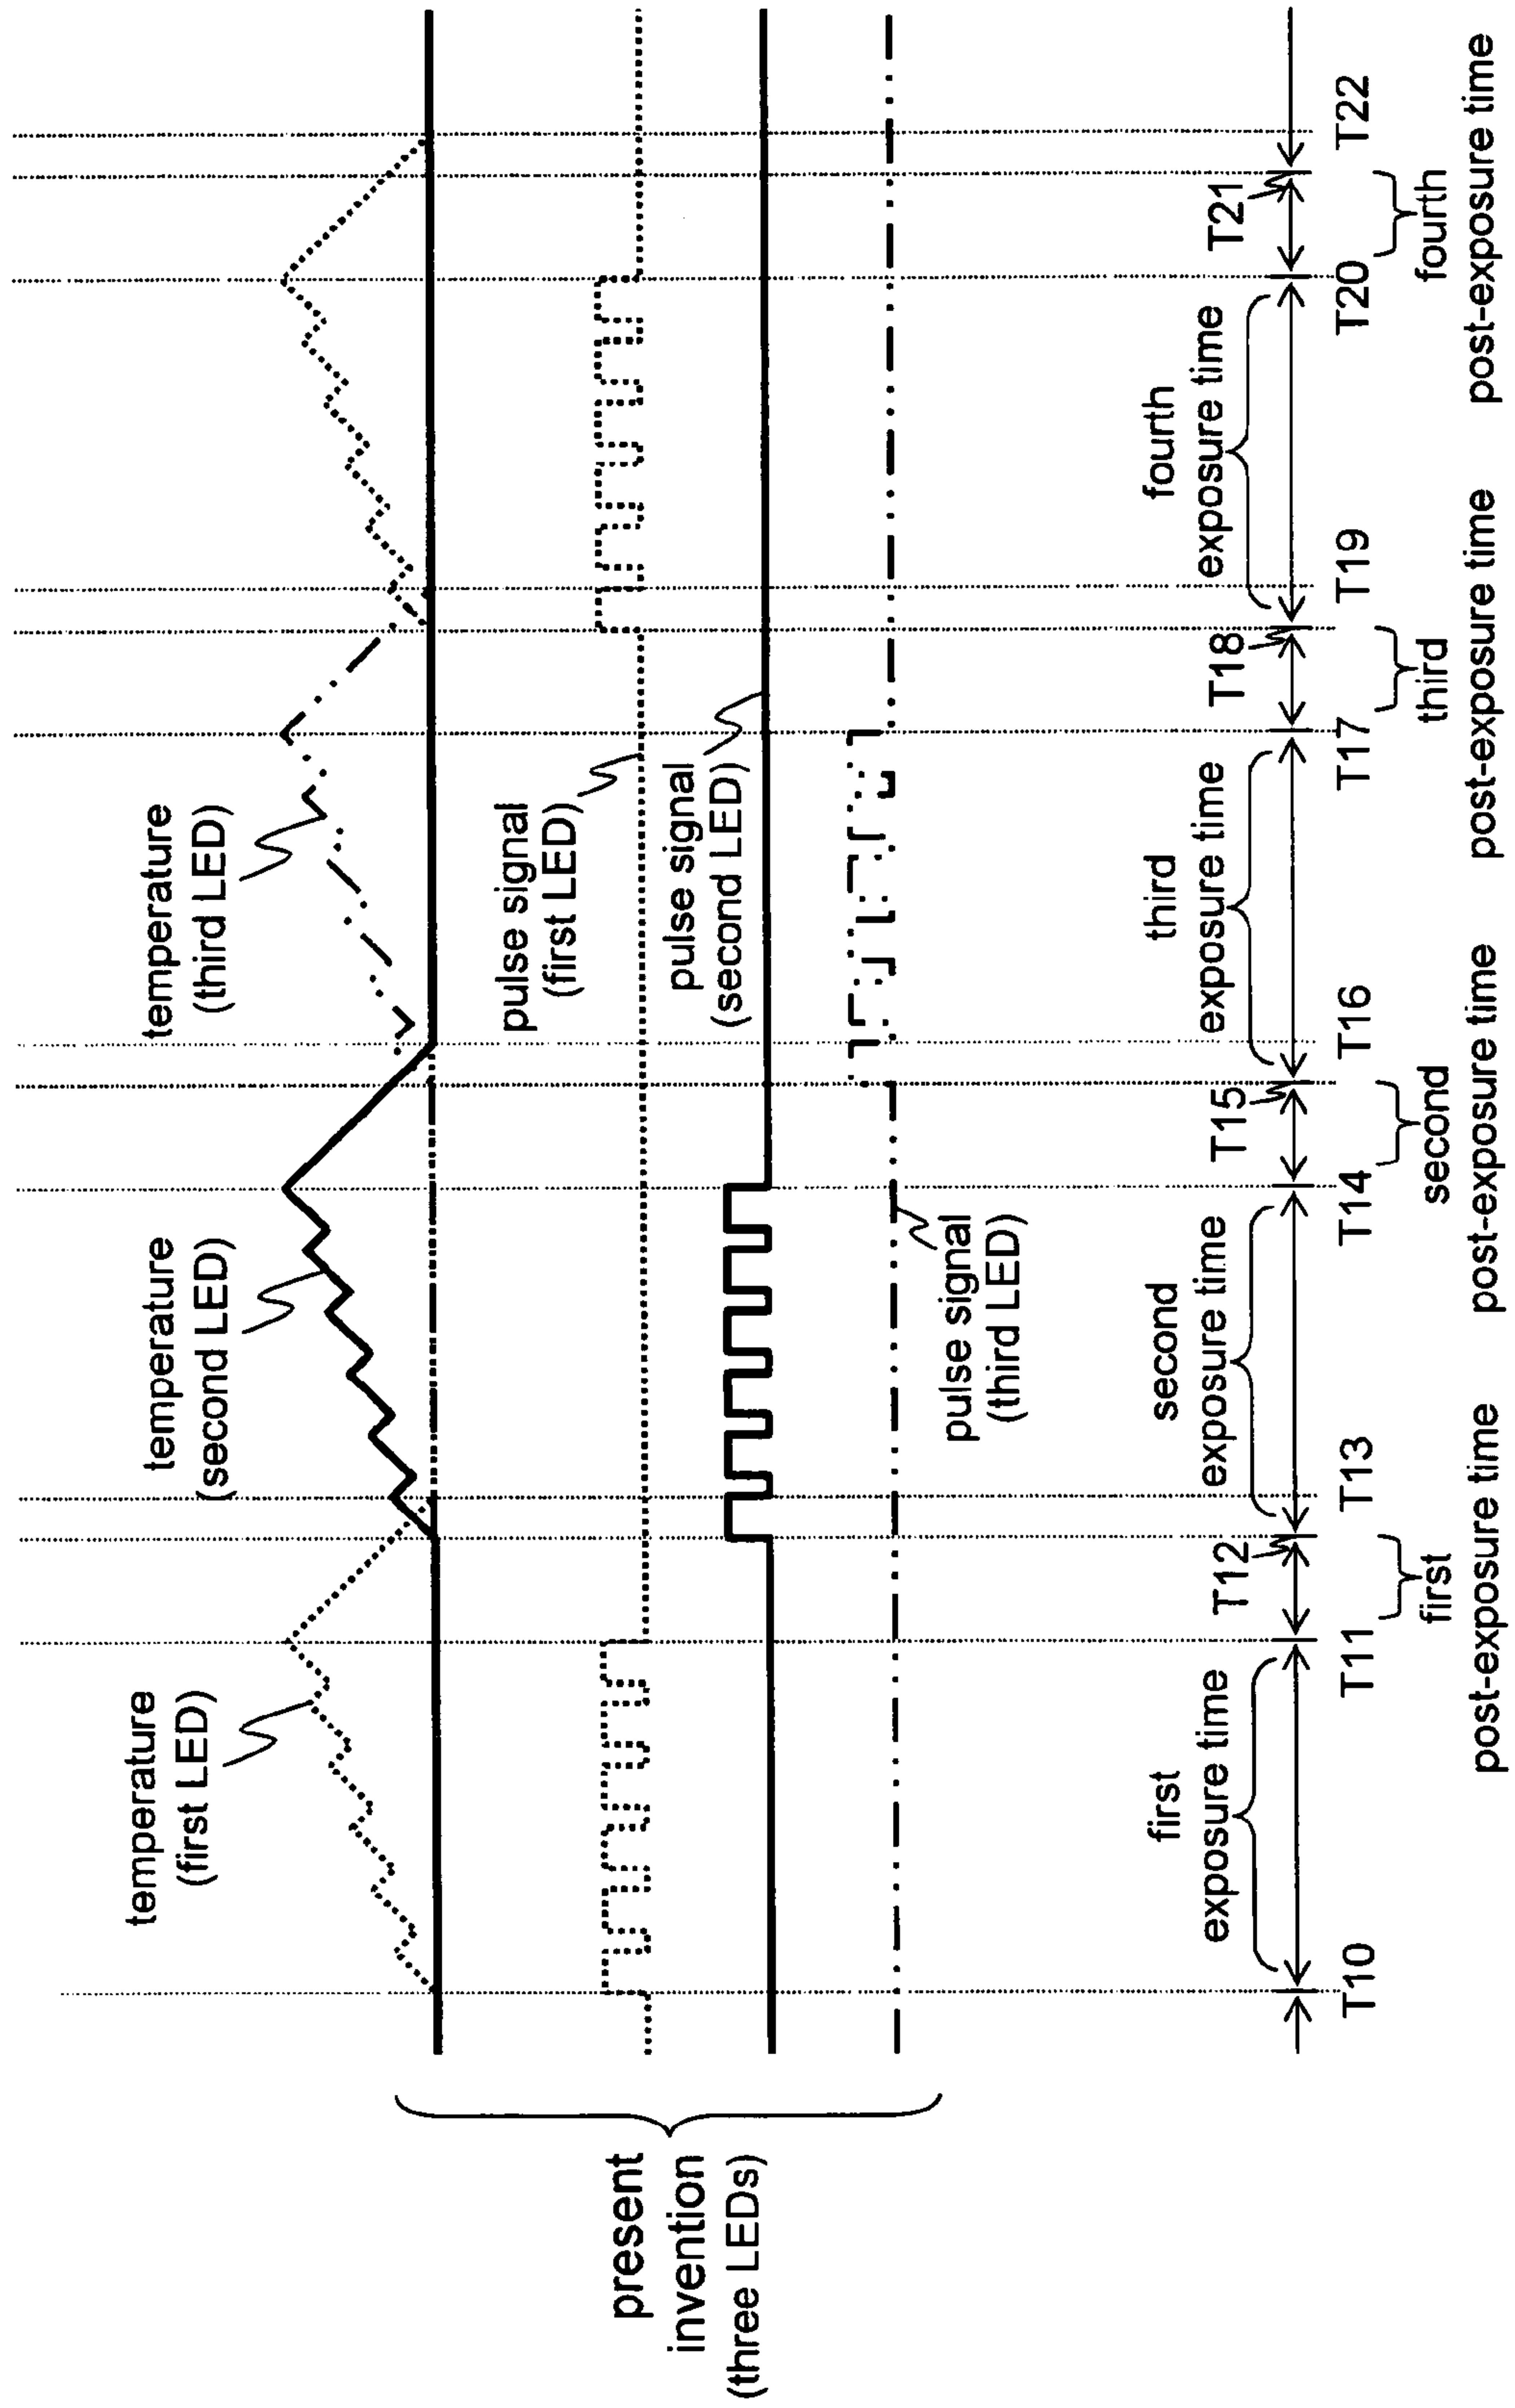 present
invention
(three LEDs)
temperature
(first LED)
temperature
(second LED)
temperature
(third LED)
pulse signal
(first LED)
pulse signal
(second LED)
pulse signal
(third LED)
first
exposure time
second
exposure time
third
exposure time
fourth
exposure time
T10
T11
T12
T13
T14
T15
T16
T17
T18
T19
T20
T21
T22
first
post-exposure time
second
post-exposure time
third
post-exposure time
fourth
post-exposure time